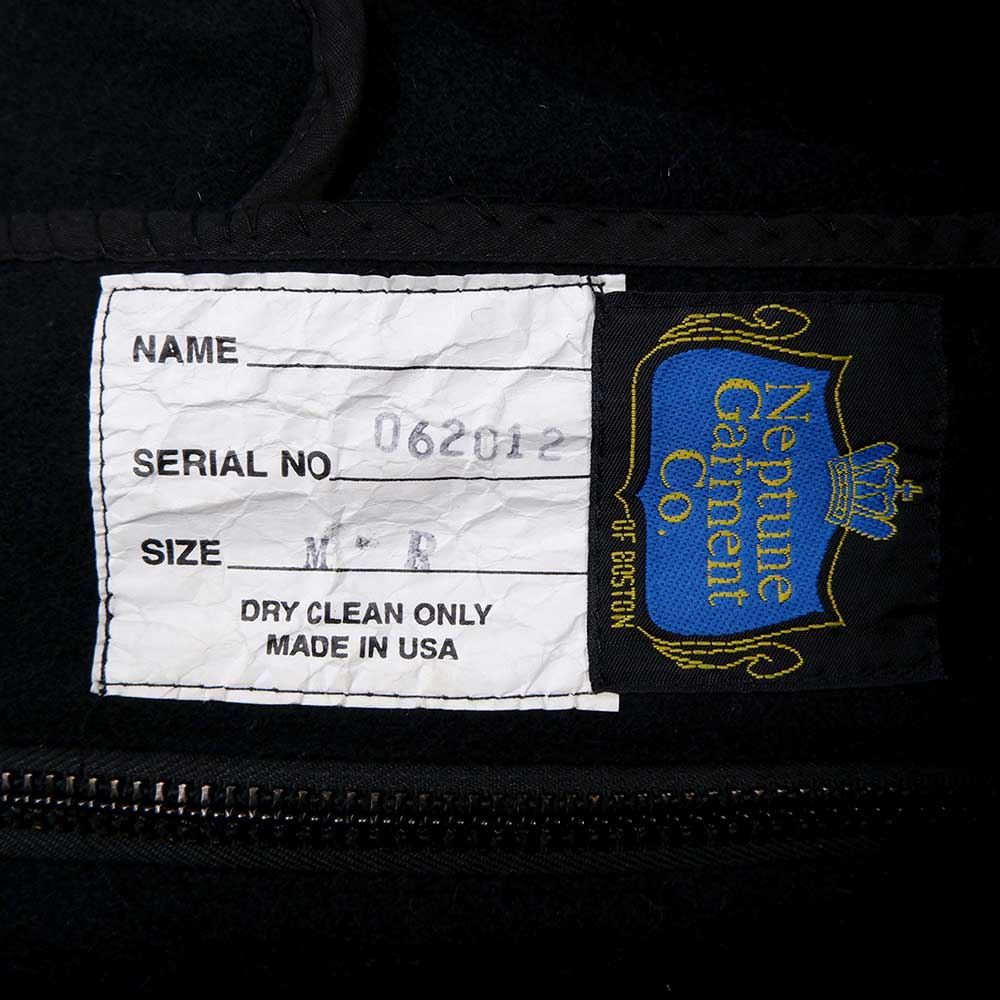 NAME
SERIAL NO 062012
SIZE M - R
DRY CLEAN ONLY
MADE IN USA
Neptune
Garment
Co.
OF BOSTON